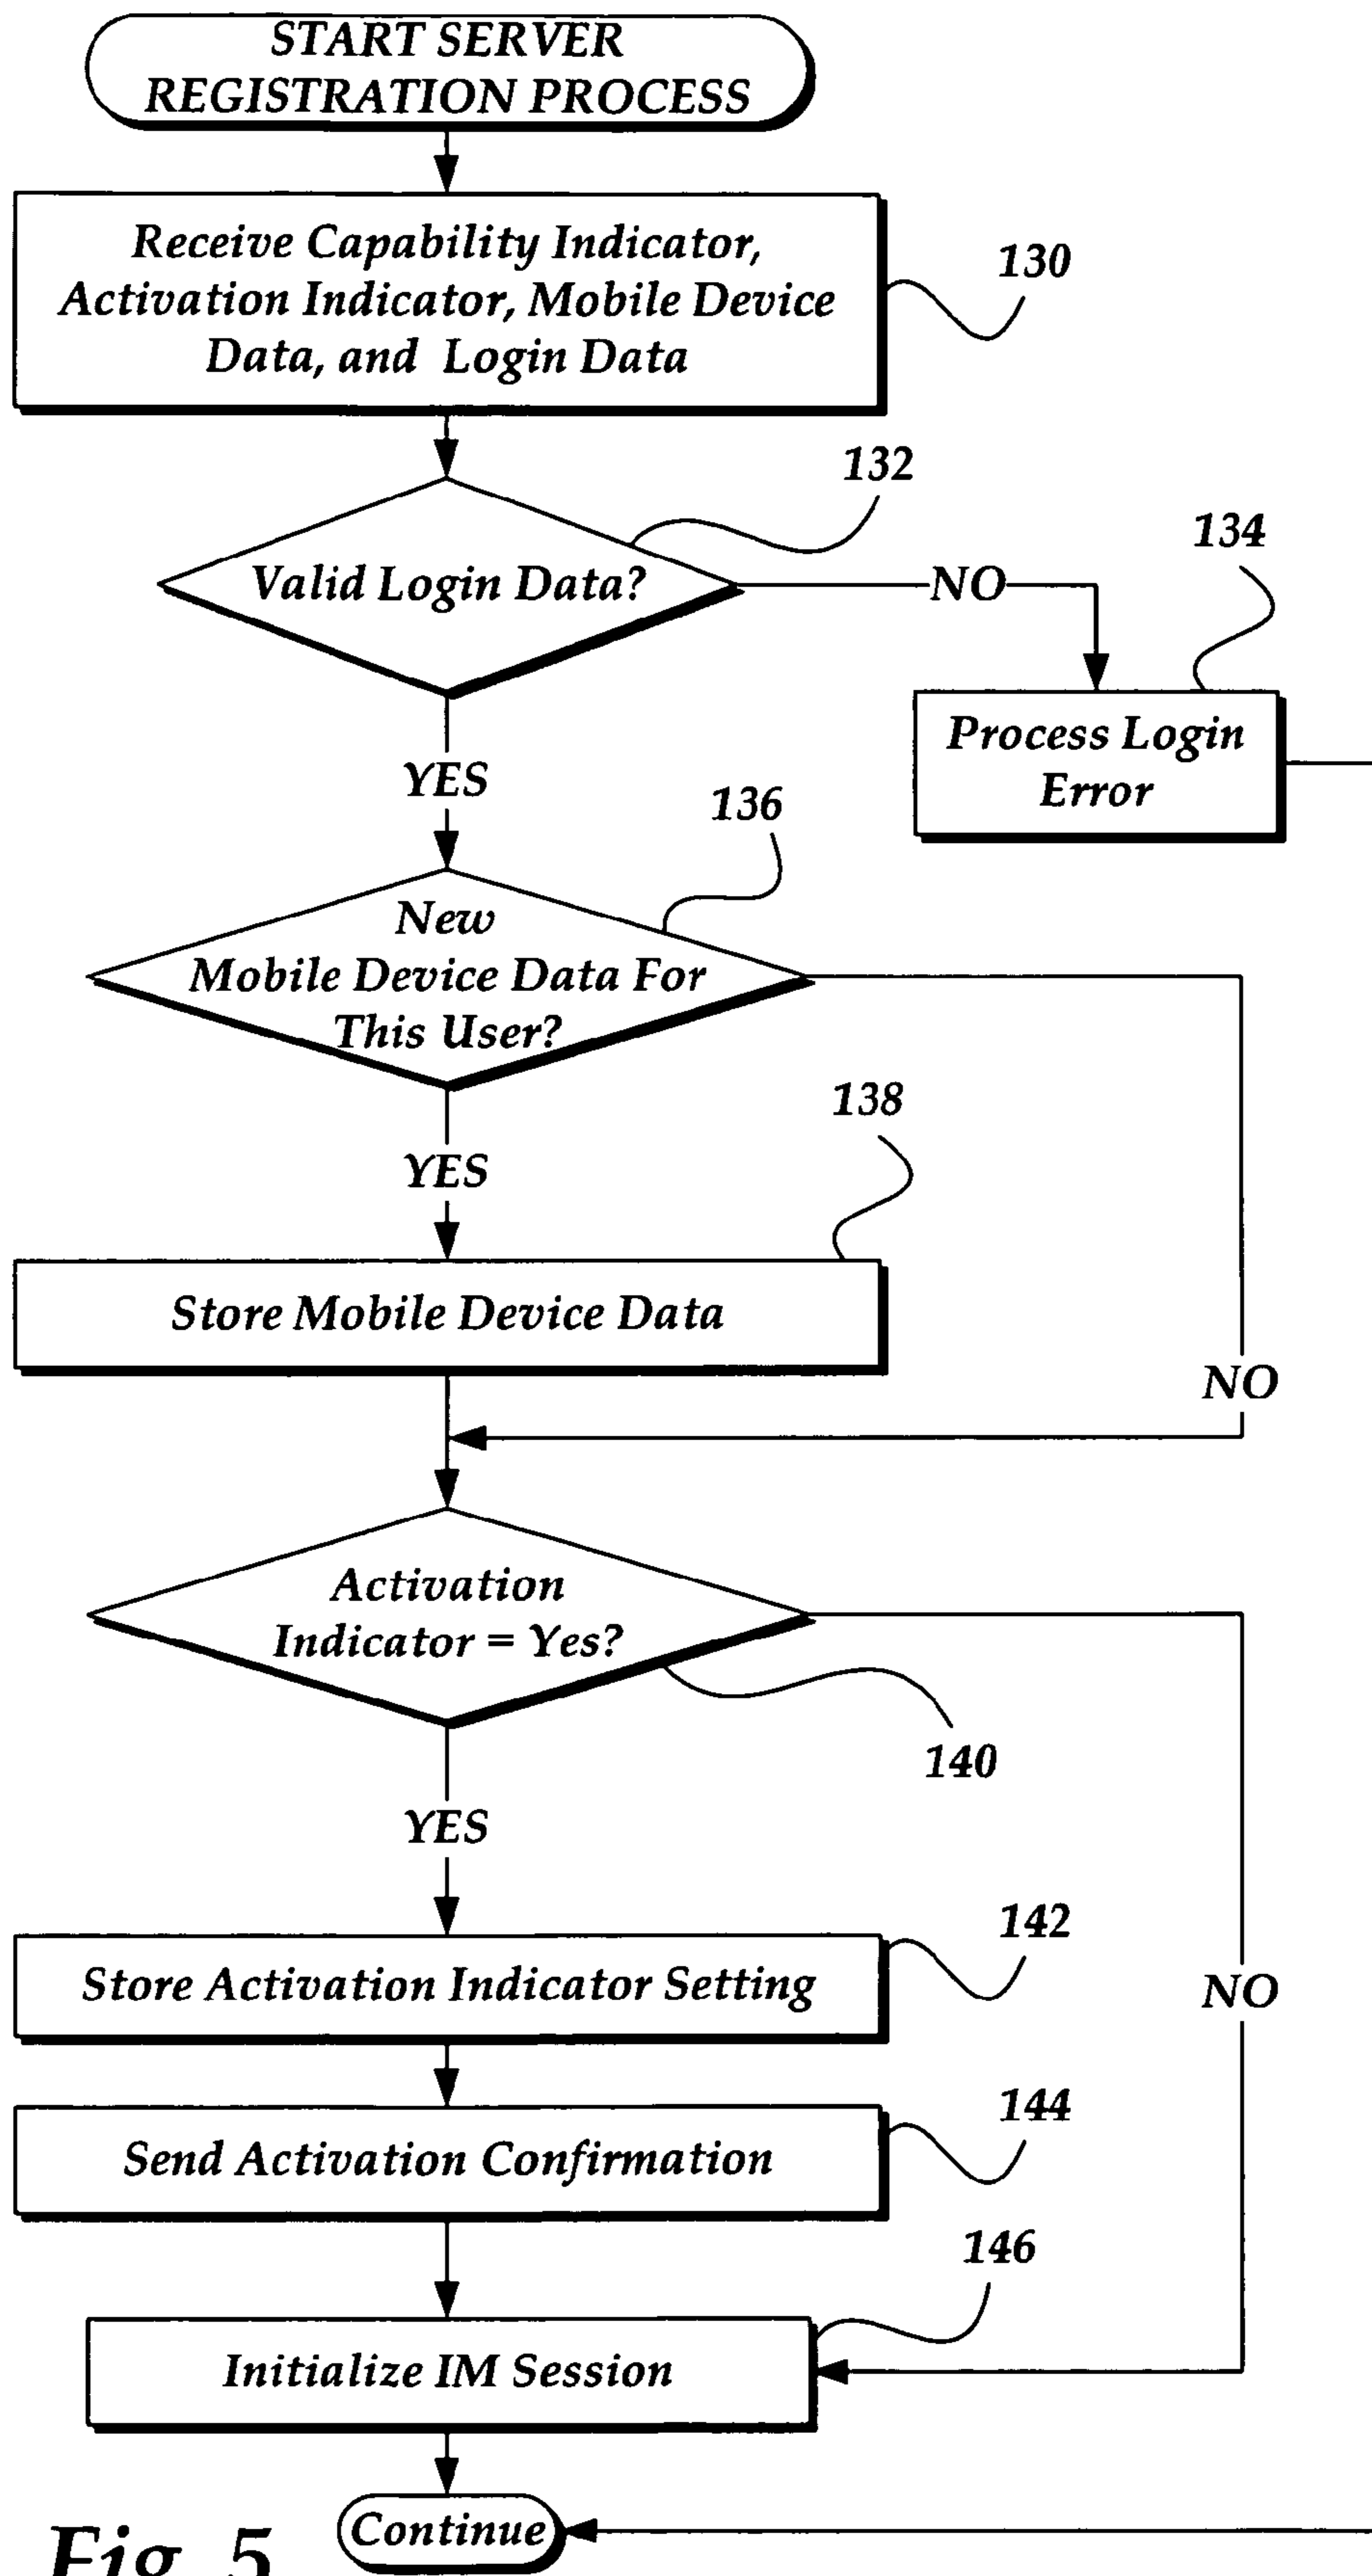 START SERVER
REGISTRATION PROCESS
Receive Capability Indicator,
Activation Indicator, Mobile Device
Data, and Login Data
130
132
Valid Login Data?
NO
134
Process Login
Error
YES
136
New
Mobile Device Data For
This User?
138
YES
Store Mobile Device Data
NO
Activation
Indicator = Yes?
140
YES
142
Store Activation Indicator Setting
NO
144
Send Activation Confirmation
146
Initialize IM Session
Continue
Fig. 5